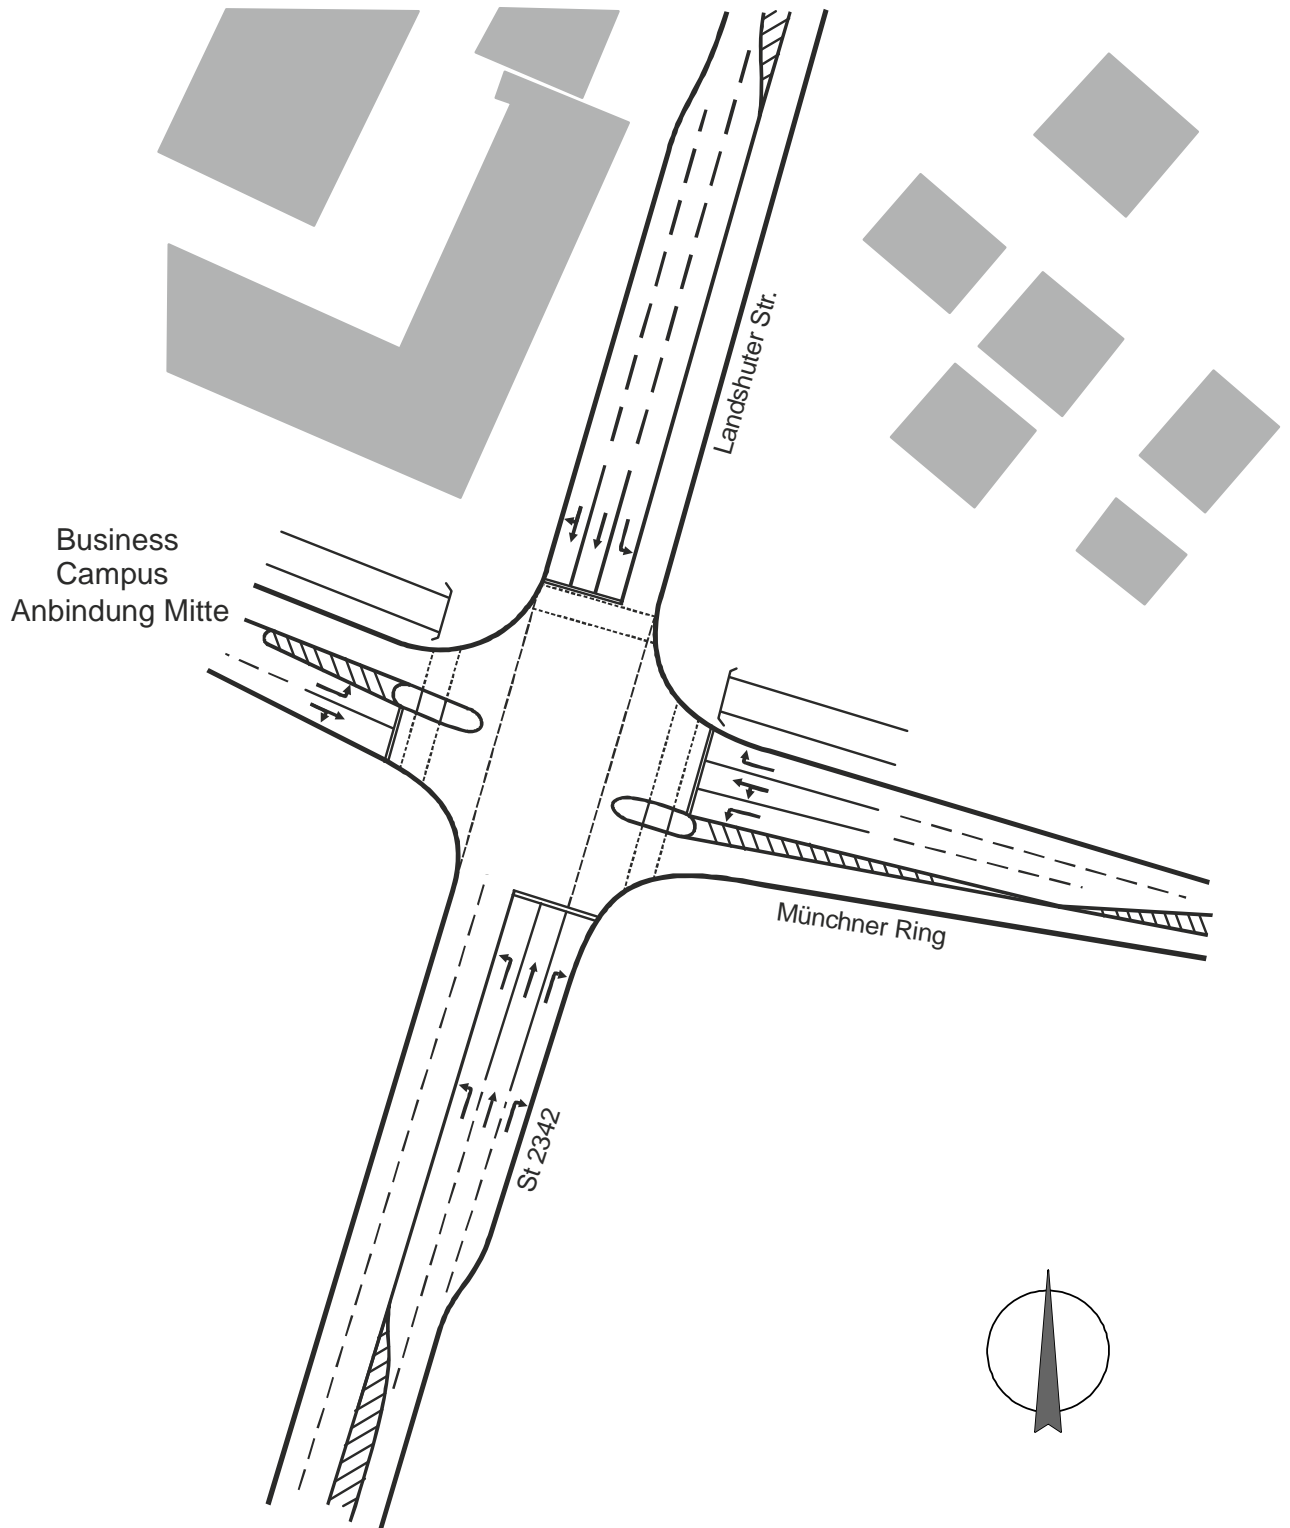 Landshuter Str.
Business
Campus
Anbindung Mitte
Münchner Ring
St 2342